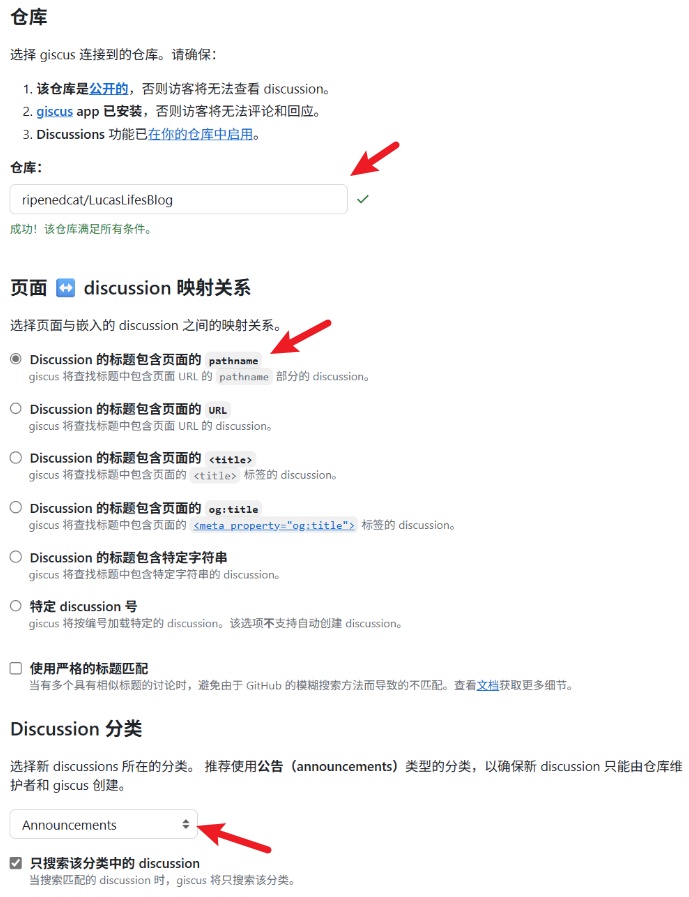 仓库
选择 giscus 连接到的仓库。请确保：
1. 该仓库是公开的，否则访客将无法查看 discussion。
2. giscus app 已安装，否则访客将无法评论和回应。
3. Discussions 功能已在你的仓库中启用。
仓库：
ripenedcat/LucasLifesBlog
成功！该仓库满足所有条件。
页面 ↔️ discussion 映射关系
选择页面与嵌入的 discussion 之间的映射关系。
Discussion 的标题包含页面的 pathname
giscus 将查找标题中包含页面 URL 的 pathname 部分的 discussion。
Discussion 的标题包含页面的 URL
giscus 将查找标题中包含页面 URL 的 discussion。
Discussion 的标题包含页面的 <title>
giscus 将查找标题中包含页面的 <title> 标签的 discussion。
Discussion 的标题包含页面的 og:title
giscus 将查找标题中包含页面的 <meta property="og:title"> 标签的 discussion。
Discussion 的标题包含特定字符串
giscus 将查找标题中包含特定字符串的 discussion。
特定 discussion 号
giscus 将按编号加载特定的 discussion。该选项不支持自动创建 discussion。
使用严格的标题匹配
当有多个具有相似标题的讨论时，避免由于 GitHub 的模糊搜索方法而导致的不匹配。查看文档获取更多细节。
Discussion 分类
选择新 discussions 所在的分类。 推荐使用公告（announcements）类型的分类，以确保新 discussion 只能由仓库维
护者和 giscus 创建。
Announcements
只搜索该分类中的 discussion
当搜索匹配的 discussion 时，giscus 将只搜索该分类。